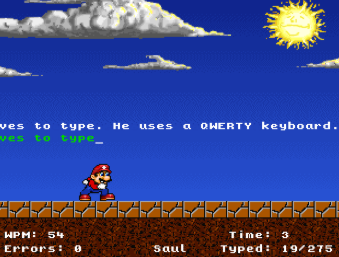 ves to type. He uses a QWERTY keyboard.
ves to type_
WPM: 54
Time: 3
Errors: 0
Saul
Typed: 19/275